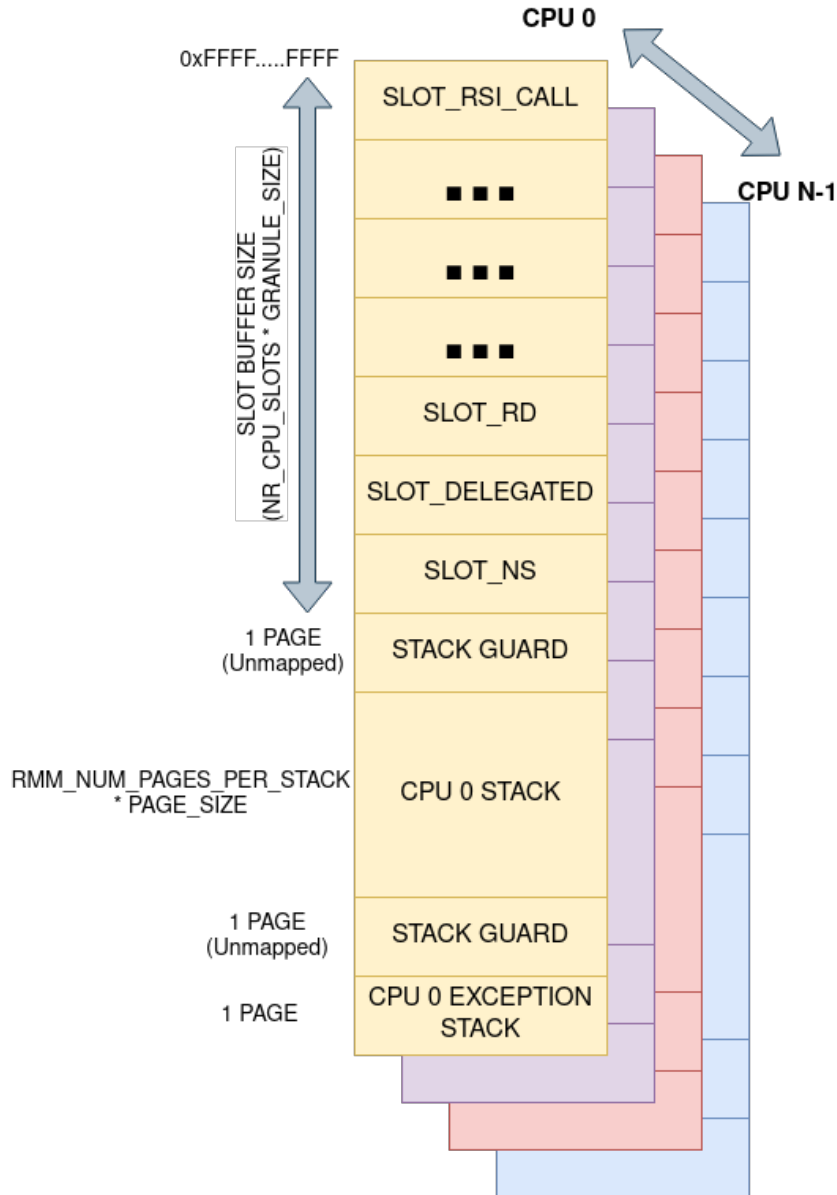 CPU 0
0xFFFF.....FFFF
SLOT_RSI_CALL
CPU N-1
SLOT BUFFER SIZE
(NR_CPU_SLOTS * GRANULE_SIZE)
SLOT_RD
SLOT_DELEGATED
SLOT_NS
1 PAGE
(Unmapped)
STACK GUARD
RMM_NUM_PAGES_PER_STACK
* PAGE_SIZE
CPU 0 STACK
1 PAGE
(Unmapped)
STACK GUARD
1 PAGE
CPU 0 EXCEPTION
STACK